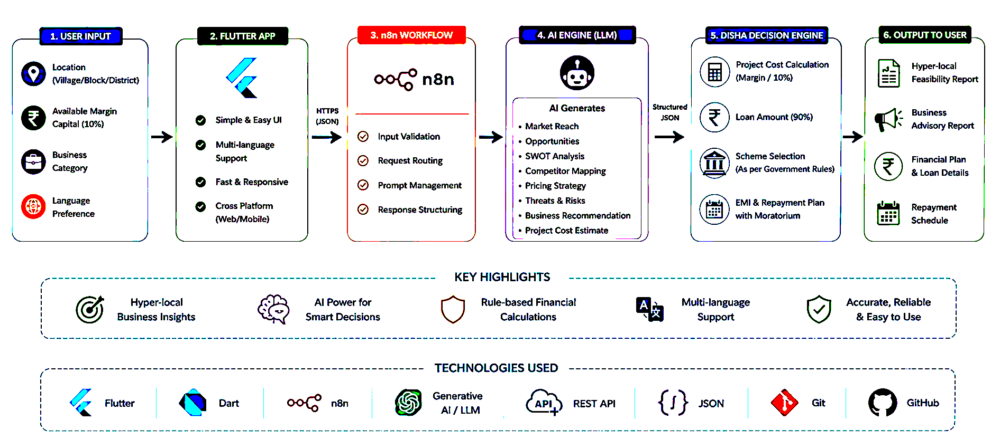 1. USER INPUT
Location
(Village/Block/District)
Available Margin
Capital (10%)
Business
Category
Language
Preference
2. FLUTTER APP
Simple & Easy UI
Multi-language
Support
Fast & Responsive
Cross Platform
(Web/Mobile)
HTTPS
(JSON)
3. n8n WORKFLOW
n8n
Input Validation
Request Routing
Prompt Management
Response Structuring
4. AI ENGINE (LLM)
AI Generates
• Market Reach
• Opportunities
• SWOT Analysis
• Competitor Mapping
• Pricing Strategy
• Threats & Risks
• Business Recommendation
• Project Cost Estimate
Structured
JSON
5. DISHA DECISION ENGINE
Project Cost Calculation
(Margin / 10%)
Loan Amount (90%)
Scheme Selection
(As per Government Rules)
EMI & Repayment Plan
with Moratorium
6. OUTPUT TO USER
Hyper-local
Feasibility Report
Business
Advisory Report
Financial Plan
& Loan Details
Repayment
Schedule
KEY HIGHLIGHTS
Hyper-local
Business Insights
AI Power for
Smart Decisions
Rule-based Financial
Calculations
A
文
Multi-language
Support
Accurate, Reliable
& Easy to Use
TECHNOLOGIES USED
Flutter
Dart
n8n
Generative
AI / LLM
API
REST API
JSON
Git
GitHub